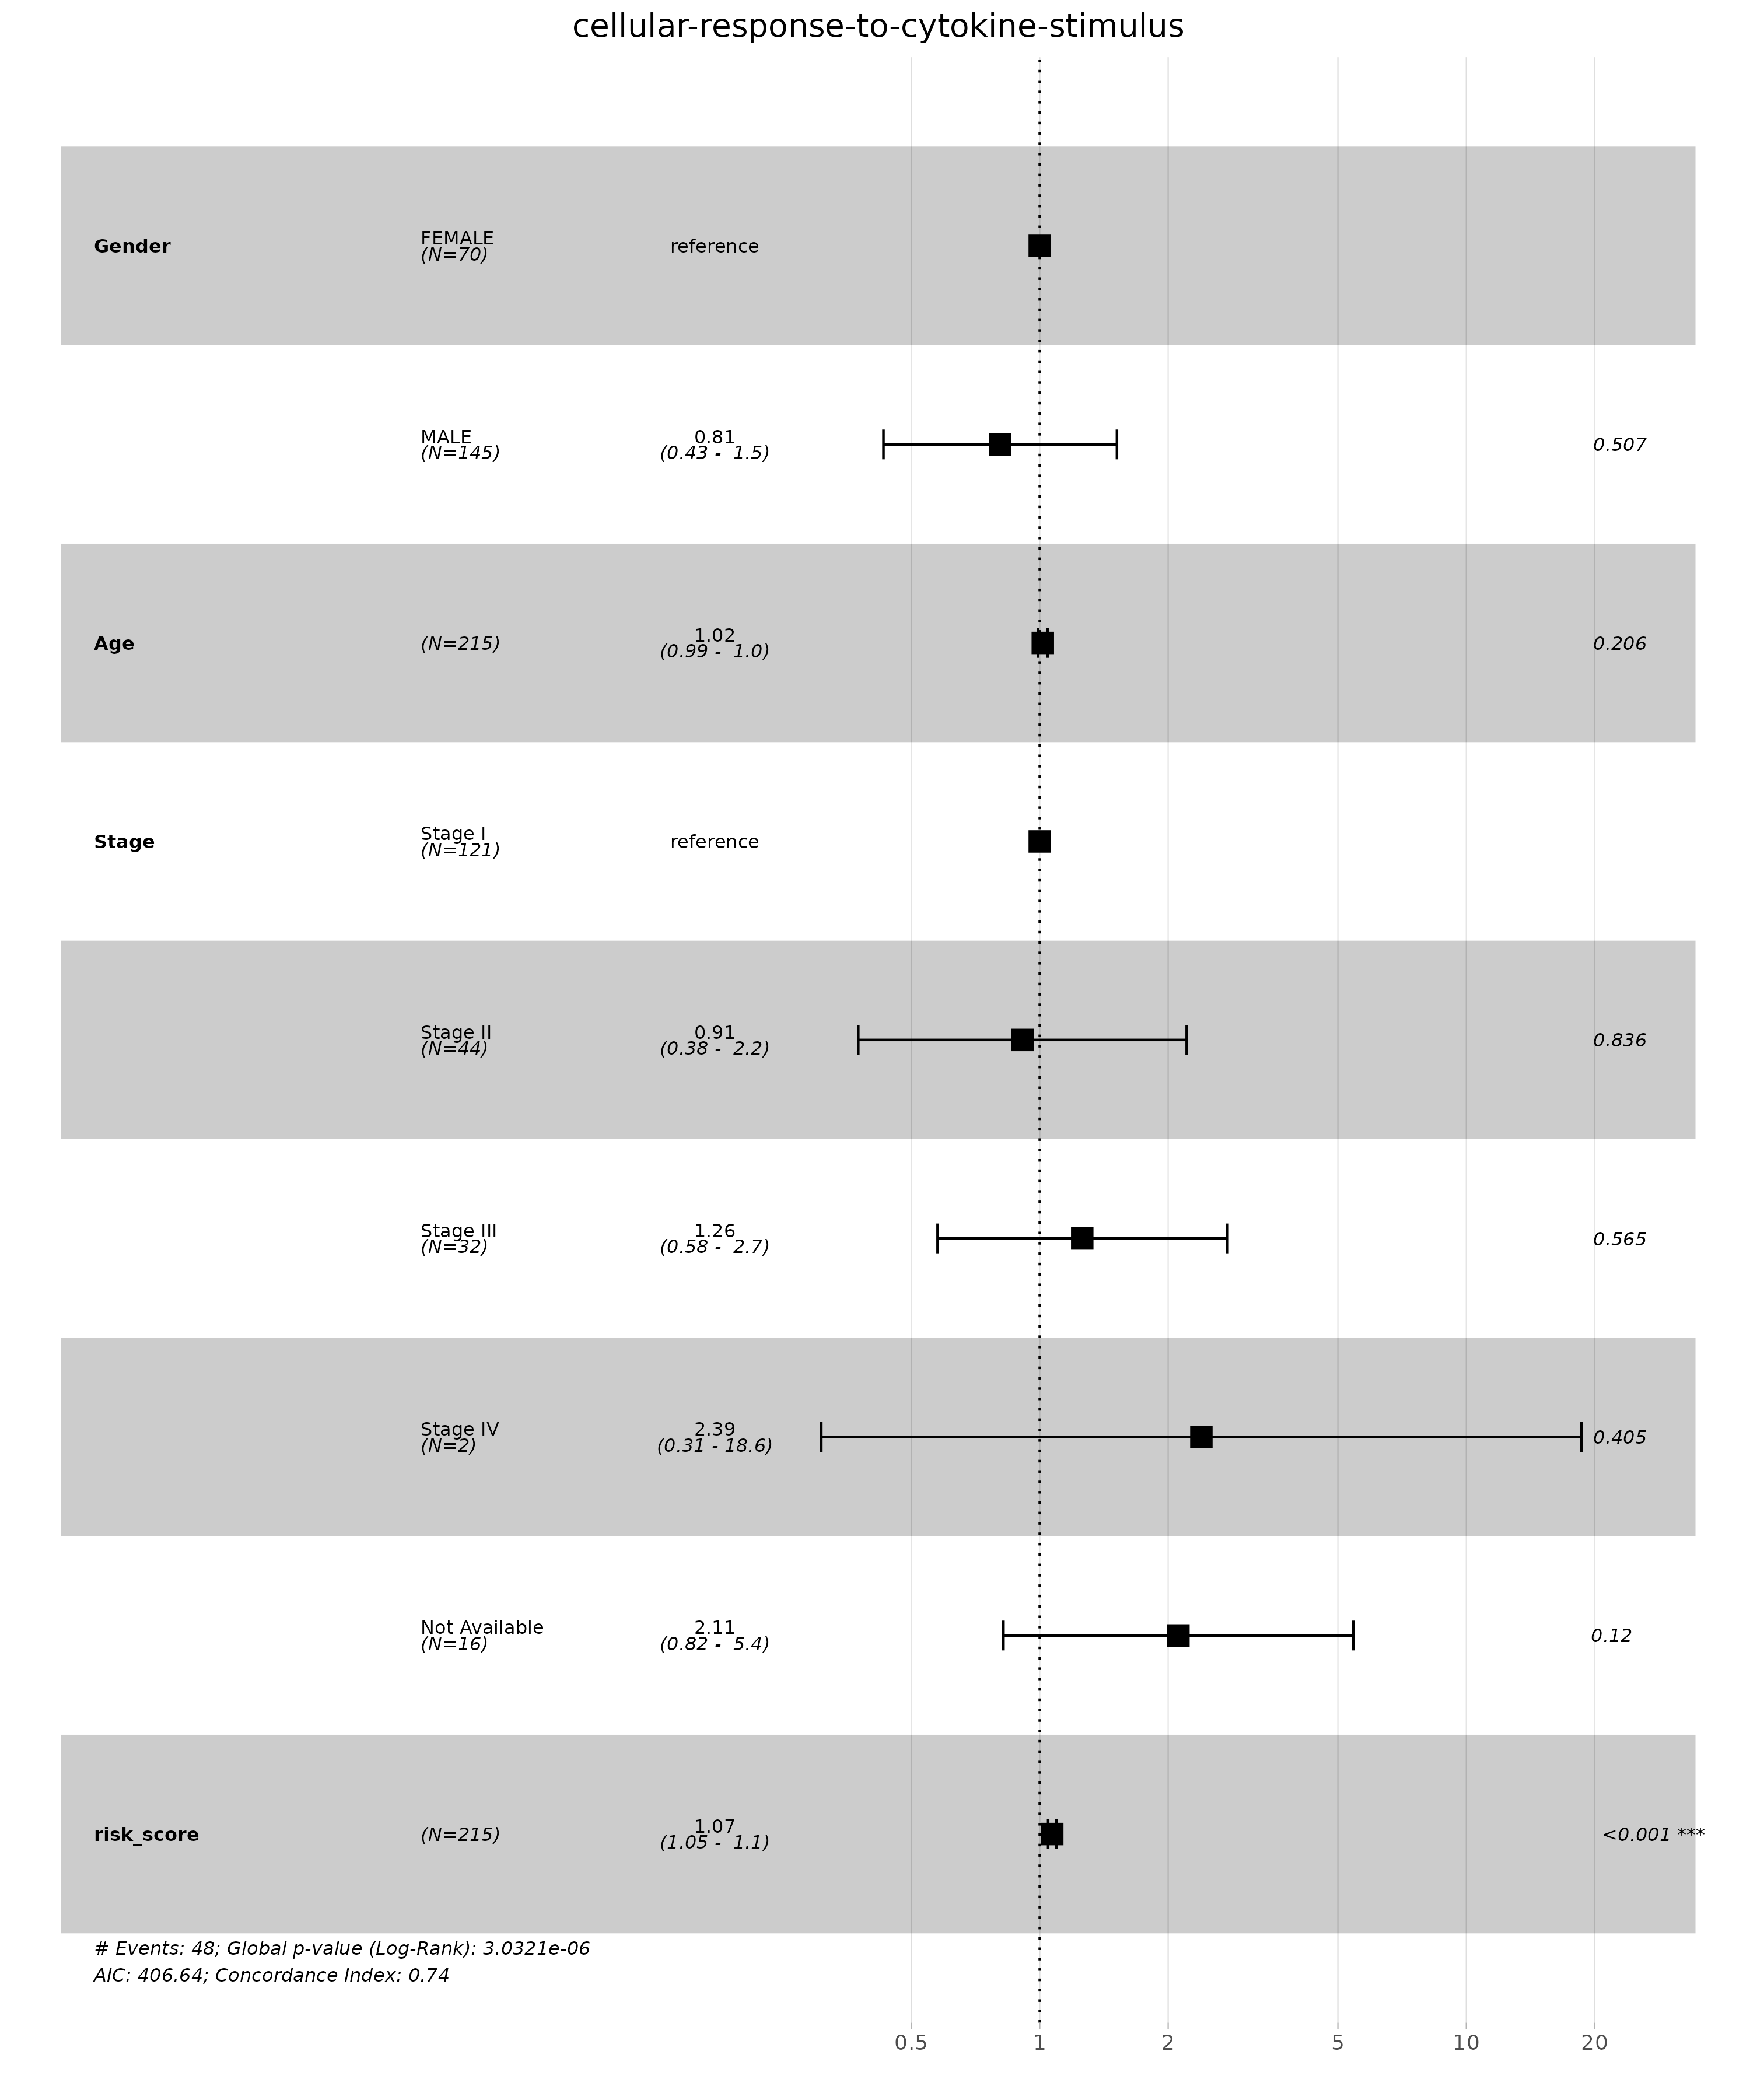 cellular-response-to-cytokine-stimulus
Gender
FEMALE
(N=70)
reference
MALE
(N=145)
0.81
(0.43 - 1.5)
0.507
Age
(N=215)
1.02
(0.99 - 1.0)
0.206
Stage
Stage I
(N=121)
reference
Stage II
(N=44)
0.91
(0.38 - 2.2)
0.836
Stage III
(N=32)
1.26
(0.58 - 2.7)
0.565
Stage IV
(N=2)
2.39
(0.31 - 18.6)
0.405
Not Available
(N=16)
2.11
(0.82 - 5.4)
0.12
risk_score
(N=215)
1.07
(1.05 - 1.1)
<0.001 ***
# Events: 48; Global p-value (Log-Rank): 3.0321e-06
AIC: 406.64; Concordance Index: 0.74
0.5 1 2 5 10 20